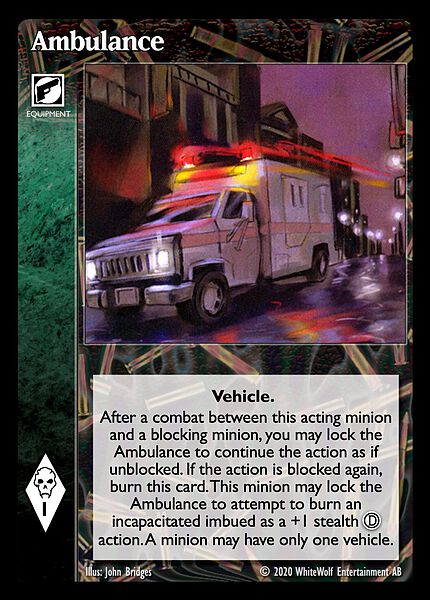 Ambulance
EQUIPMENT
Vehicle.
After a combat between this acting minion
and a blocking minion, you may lock the
Ambulance to continue the action as if
unblocked. If the action is blocked again,
burn this card. This minion may lock the
Ambulance to attempt to burn an
incapacitated imbued as a +1 stealth Ⓓ
action. A minion may have only one vehicle.
1
Illus: John Bridges
© 2020 WhiteWolf Entertainment AB